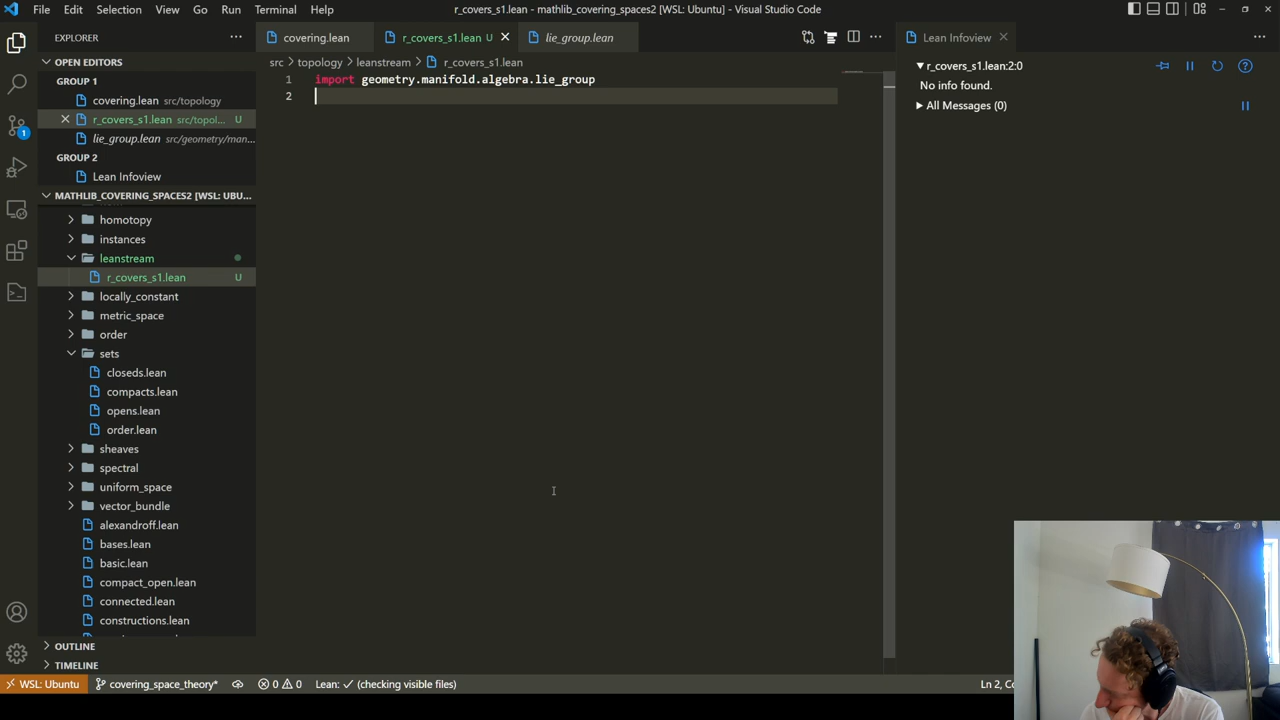 File Edit Selection View Go Run Terminal Help
r_covers_s1.lean - mathlib_covering_spaces2 [WSL: Ubuntu] - Visual Studio Code
EXPLORER
OPEN EDITORS
GROUP 1
covering.lean src/topology
r_covers_s1.lean src/topol... U
lie_group.lean src/geometry/man...
GROUP 2
Lean Infoview
MATHLIB_COVERING_SPACES2 [WSL: UBU...
homotopy
instances
leanstream
r_covers_s1.lean U
locally_constant
metric_space
order
sets
closeds.lean
compacts.lean
opens.lean
order.lean
sheaves
spectral
uniform_space
vector_bundle
alexandroff.lean
bases.lean
basic.lean
compact_open.lean
connected.lean
constructions.lean
OUTLINE
TIMELINE
1
covering.lean
r_covers_s1.lean U
lie_group.lean
src > topology > leanstream > r_covers_s1.lean
1 import geometry.manifold.algebra.lie_group
2
Lean Infoview
r_covers_s1.lean:2:0
No info found.
All Messages (0)
WSL: Ubuntu covering_space_theory* 0 0 Lean: ✓ (checking visible files)
Ln 2, Co